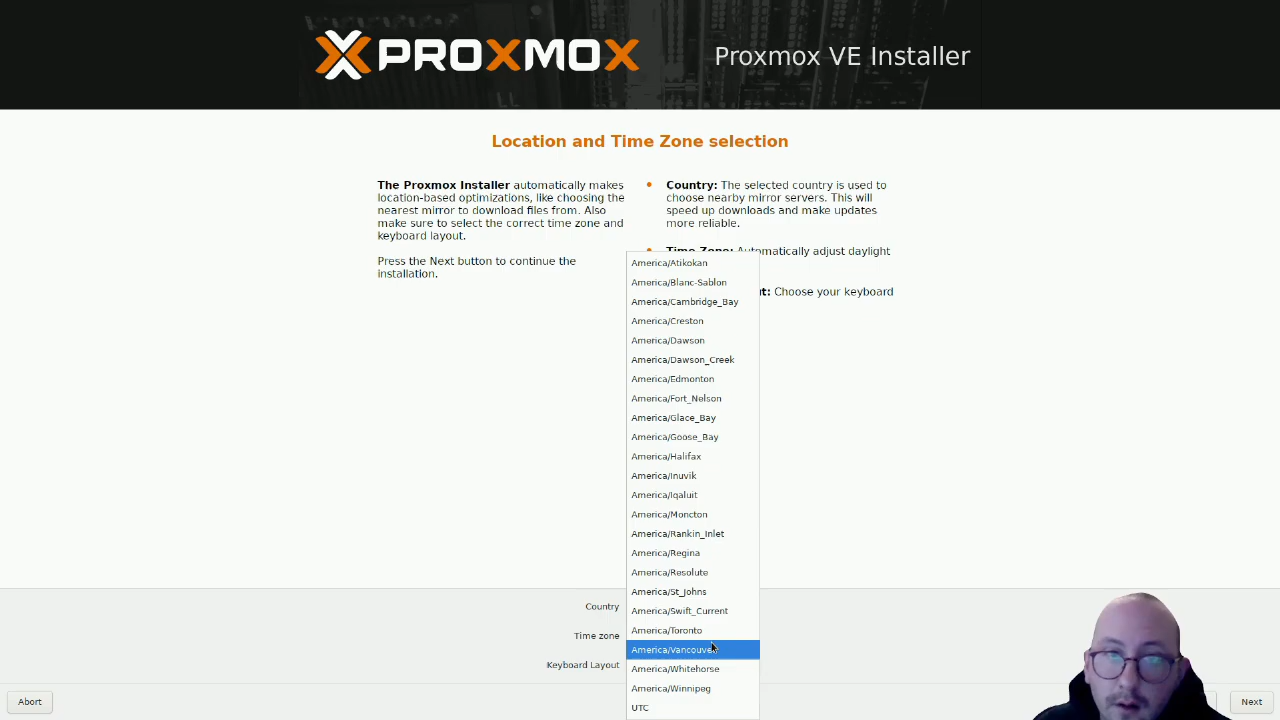 PROXMOX
Proxmox VE Installer
Location and Time Zone selection
The Proxmox Installer automatically makes
location-based optimizations, like choosing the
nearest mirror to download files from. Also
make sure to select the correct time zone and
keyboard layout.
Press the Next button to continue the
installation.
• Country: The selected country is used to
choose nearby mirror servers. This will
speed up downloads and make updates
more reliable.
• Time Zone: Automatically adjust daylight
Choose your keyboard
America/Atikokan
America/Blanc-Sablon
America/Cambridge_Bay
America/Creston
America/Dawson
America/Dawson_Creek
America/Edmonton
America/Fort_Nelson
America/Glace_Bay
America/Goose_Bay
America/Halifax
America/Inuvik
America/Iqaluit
America/Moncton
America/Rankin_Inlet
America/Regina
America/Resolute
America/St_Johns
America/Swift_Current
America/Toronto
America/Vancouver
America/Whitehorse
America/Winnipeg
UTC
Country
Time zone
Keyboard Layout
Abort
Next